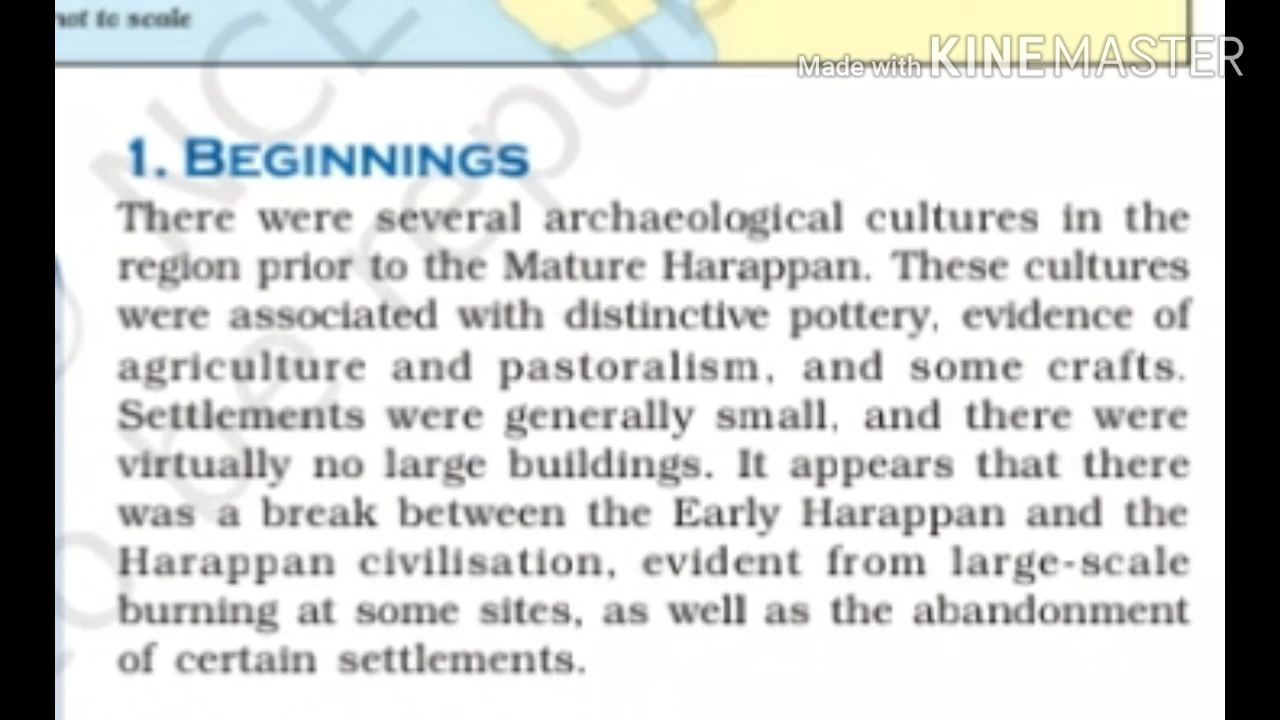 not to scale
Made with KINEMASTER
1. BEGINNINGS
There were several archaeological cultures in the
region prior to the Mature Harappan. These cultures
were associated with distinctive pottery, evidence of
agriculture and pastoralism, and some crafts.
Settlements were generally small, and there were
virtually no large buildings. It appears that there
was a break between the Early Harappan and the
Harappan civilisation, evident from large-scale
burning at some sites, as well as the abandonment
of certain settlements.